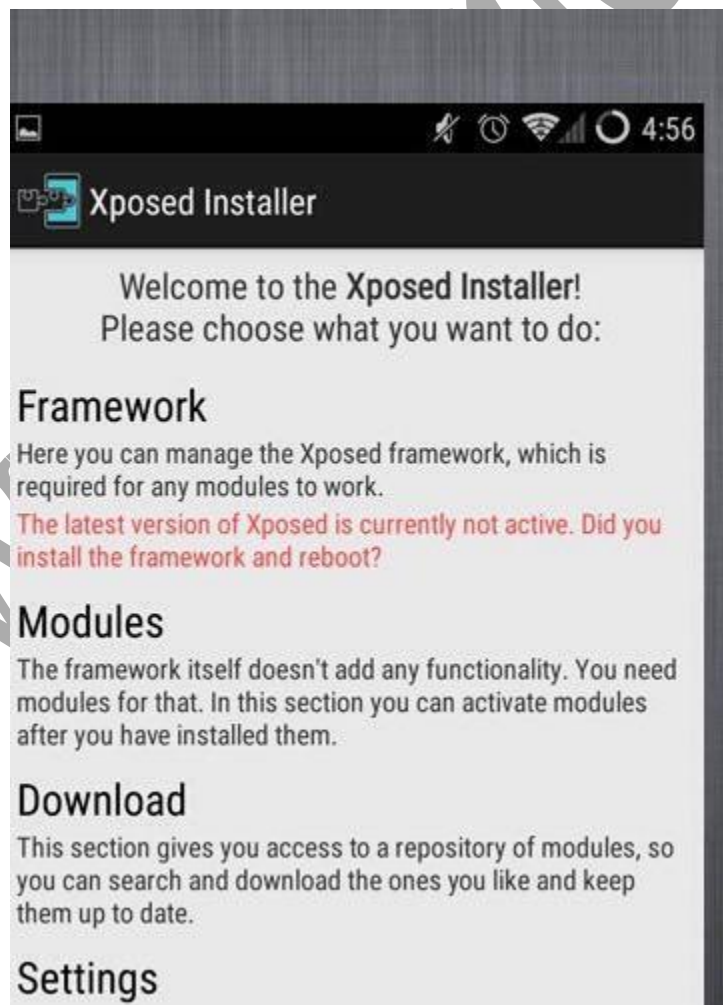 4:56
Xposed Installer
Welcome to the Xposed Installer!
Please choose what you want to do:
Framework
Here you can manage the Xposed framework, which is
required for any modules to work.
The latest version of Xposed is currently not active. Did you
install the framework and reboot?
Modules
The framework itself doesn't add any functionality. You need
modules for that. In this section you can activate modules
after you have installed them.
Download
This section gives you access to a repository of modules, so
you can search and download the ones you like and keep
them up to date.
Settings